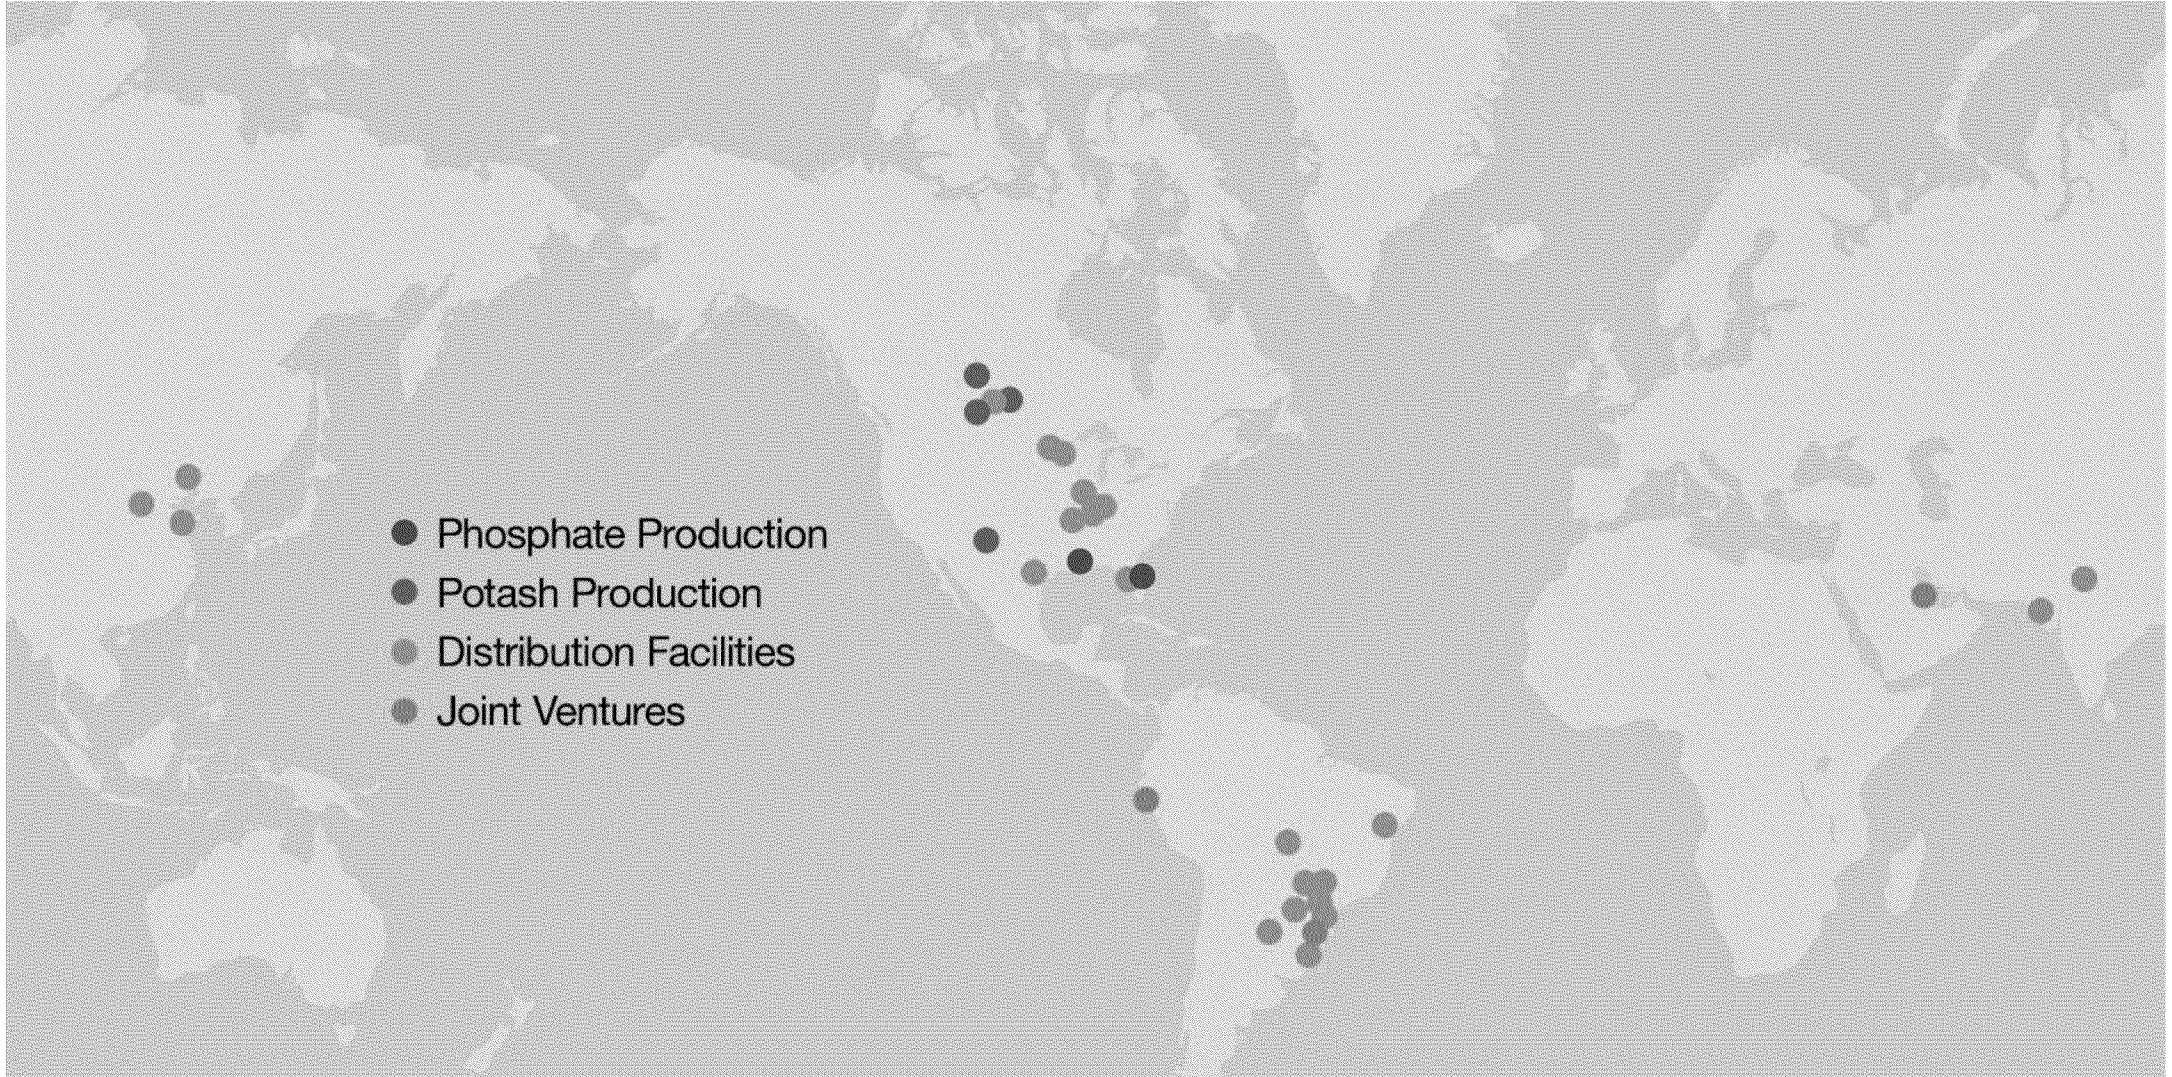 Phosphate Production
Potash Production
Distribution Facilities
Joint Ventures